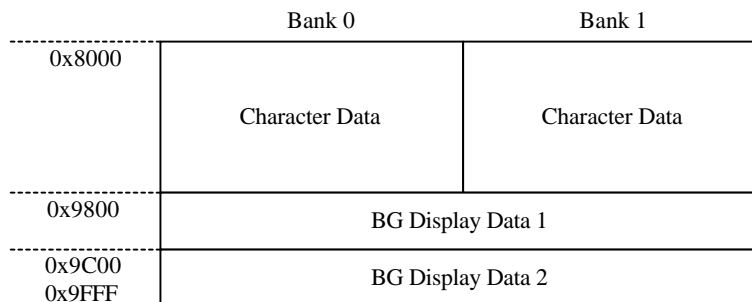 Bank 0 Bank 1
0x8000
Character Data Character Data
0x9800
BG Display Data 1
0x9C00
BG Display Data 2
0x9FFF